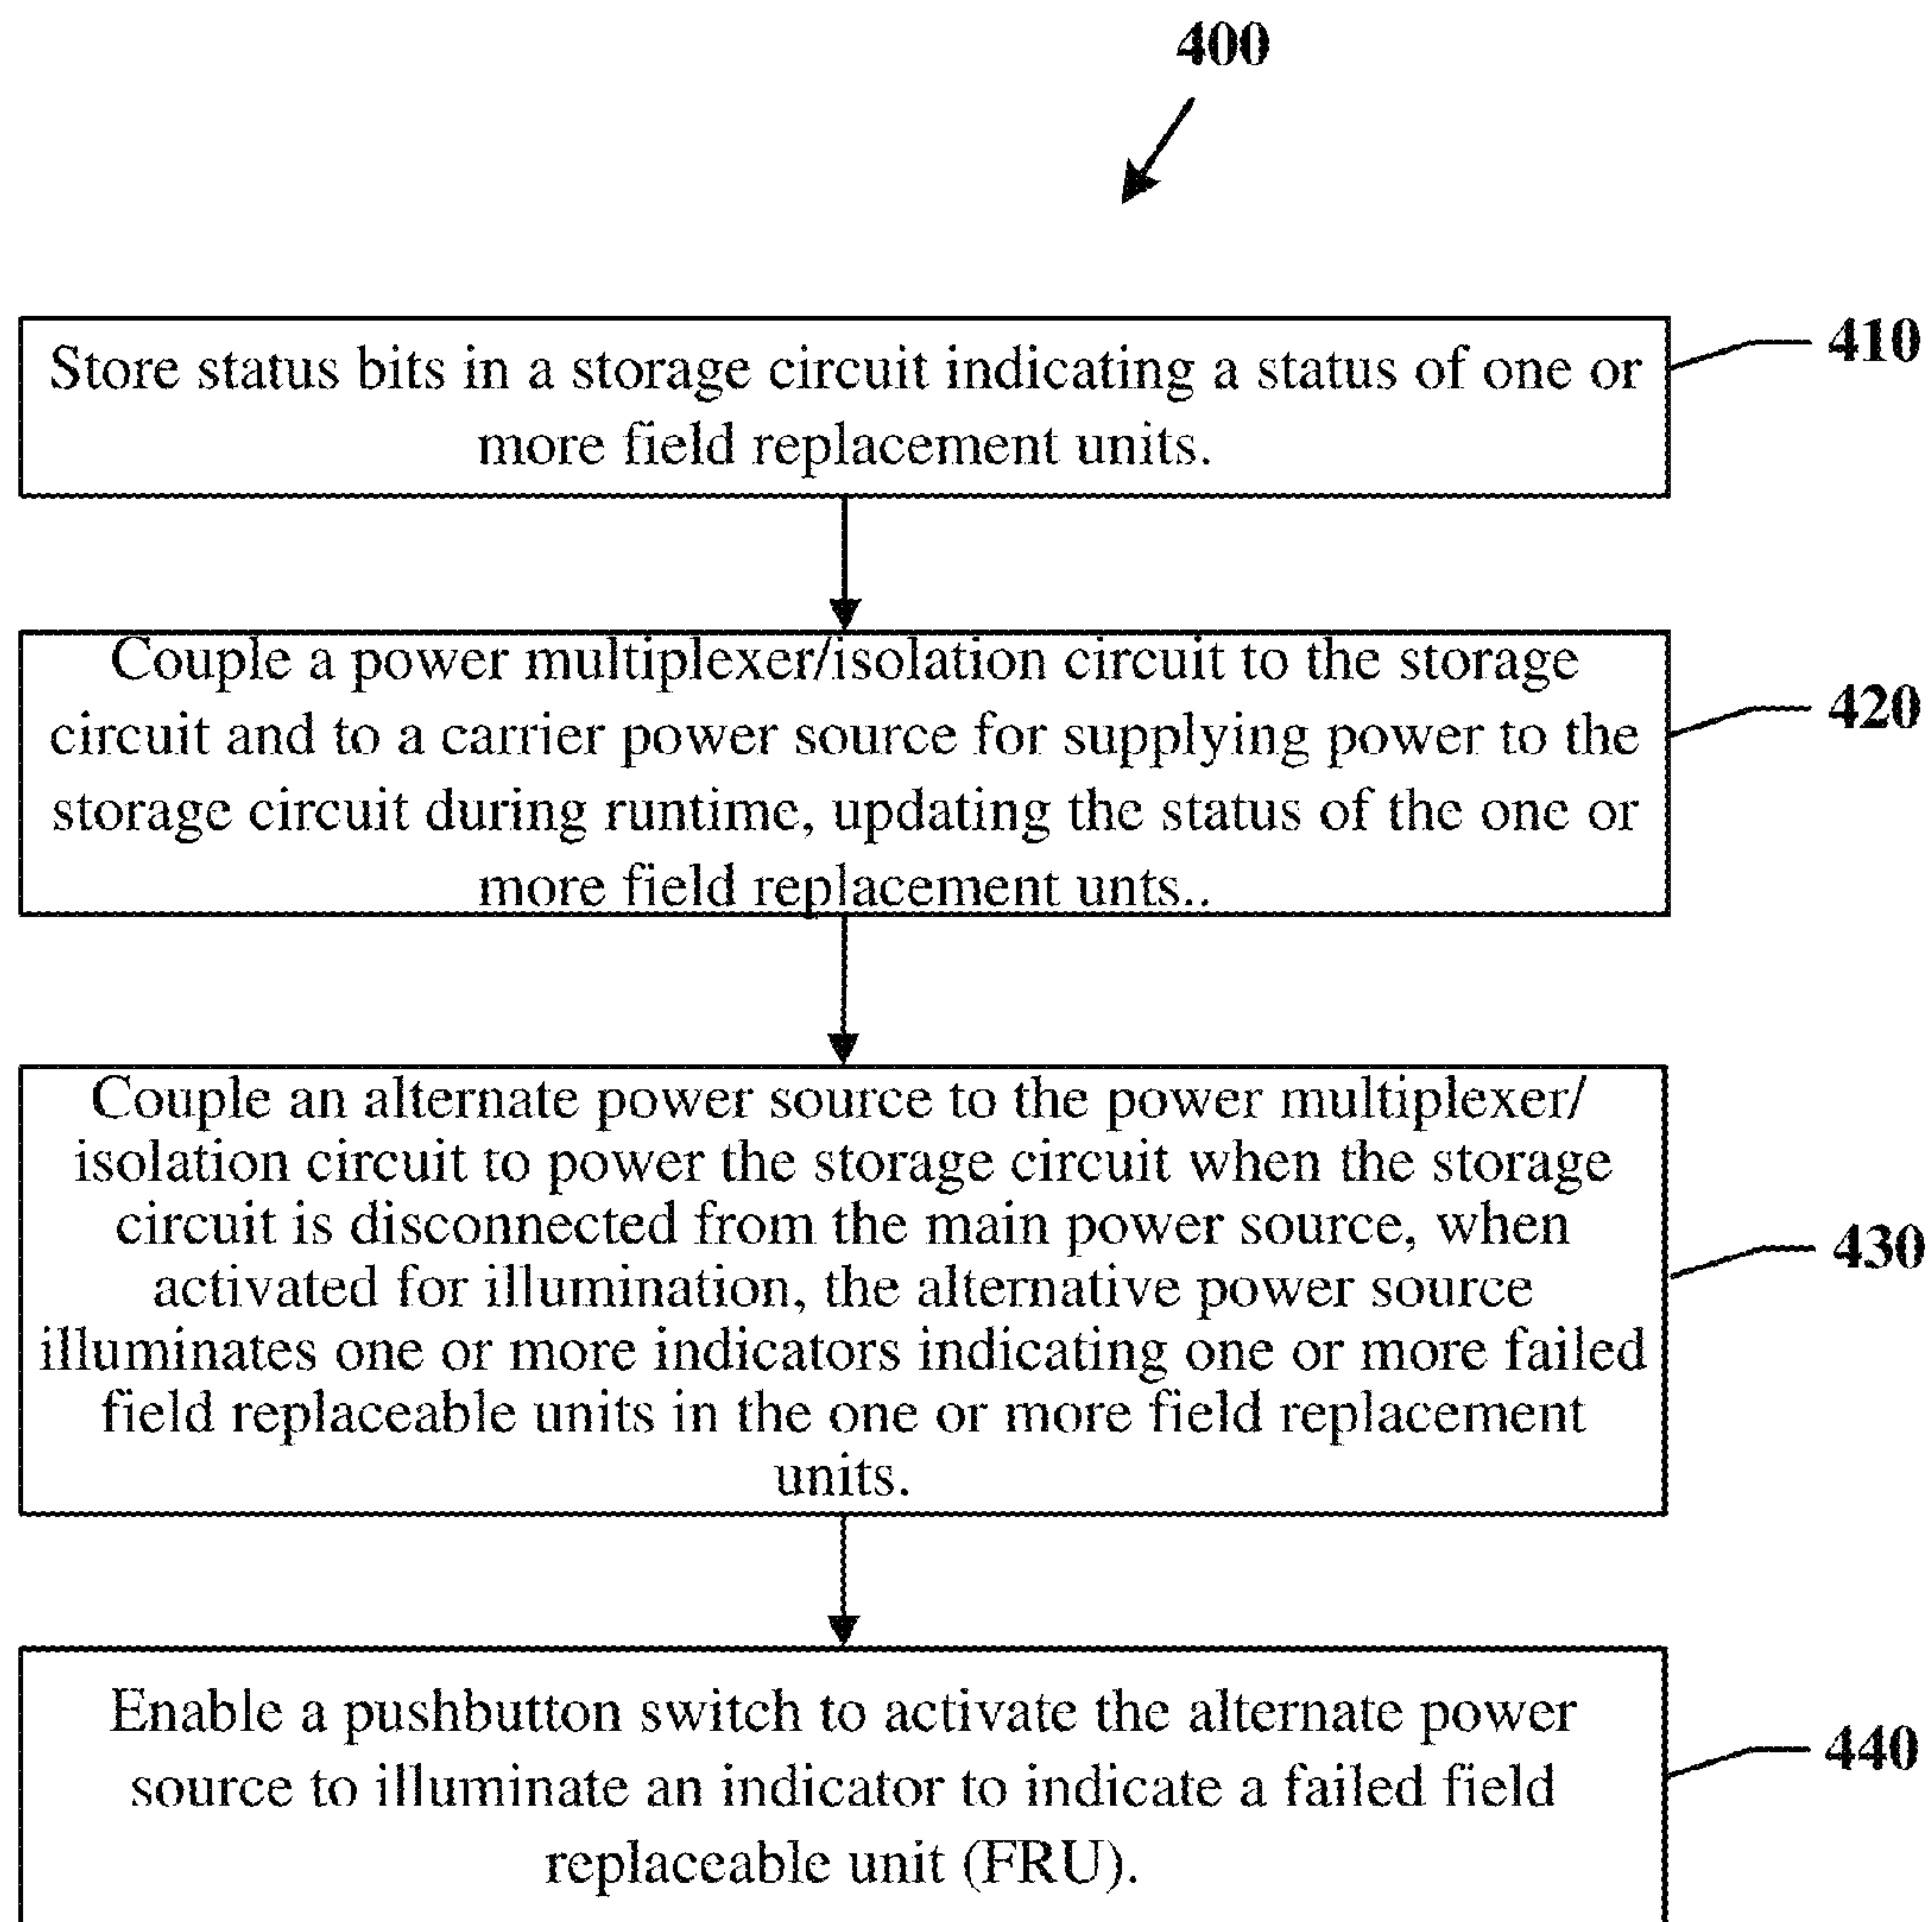 400
Store status bits in a storage circuit indicating a status of one or
more field replacement units.
410
Couple a power multiplexer/isolation circuit to the storage
circuit and to a carrier power source for supplying power to the
storage circuit during runtime, updating the status of the one or
more field replacement unts..
420
Couple an alternate power source to the power multiplexer/
isolation circuit to power the storage circuit when the storage
circuit is disconnected from the main power source, when
activated for illumination, the alternative power source
illuminates one or more indicators indicating one or more failed
field replaceable units in the one or more field replacement
units.
430
Enable a pushbutton switch to activate the alternate power
source to illuminate an indicator to indicate a failed field
replaceable unit (FRU).
440